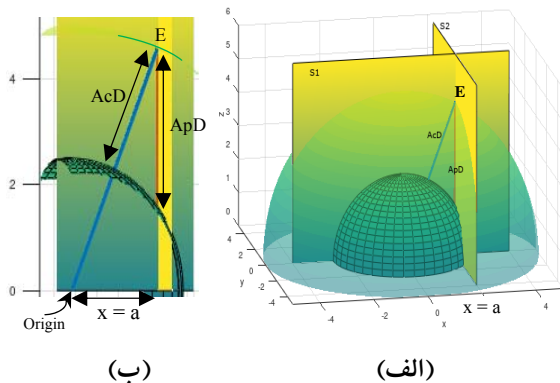 E
AcD
ApD
4
2
0
Origin
x = a
(ب)
S2
S1
E
AcD
ApD
z
6
5
4
3
2
1
0
4
2
0
-2
-4
y
-4
-2
0
2
4
x
x = a
(الف)